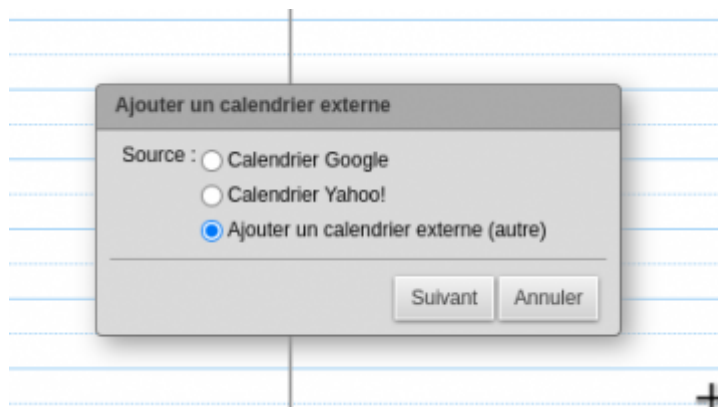 Ajouter un calendrier externe
Source : Calendrier Google
Calendrier Yahoo!
Ajouter un calendrier externe (autre)
Suivant Annuler